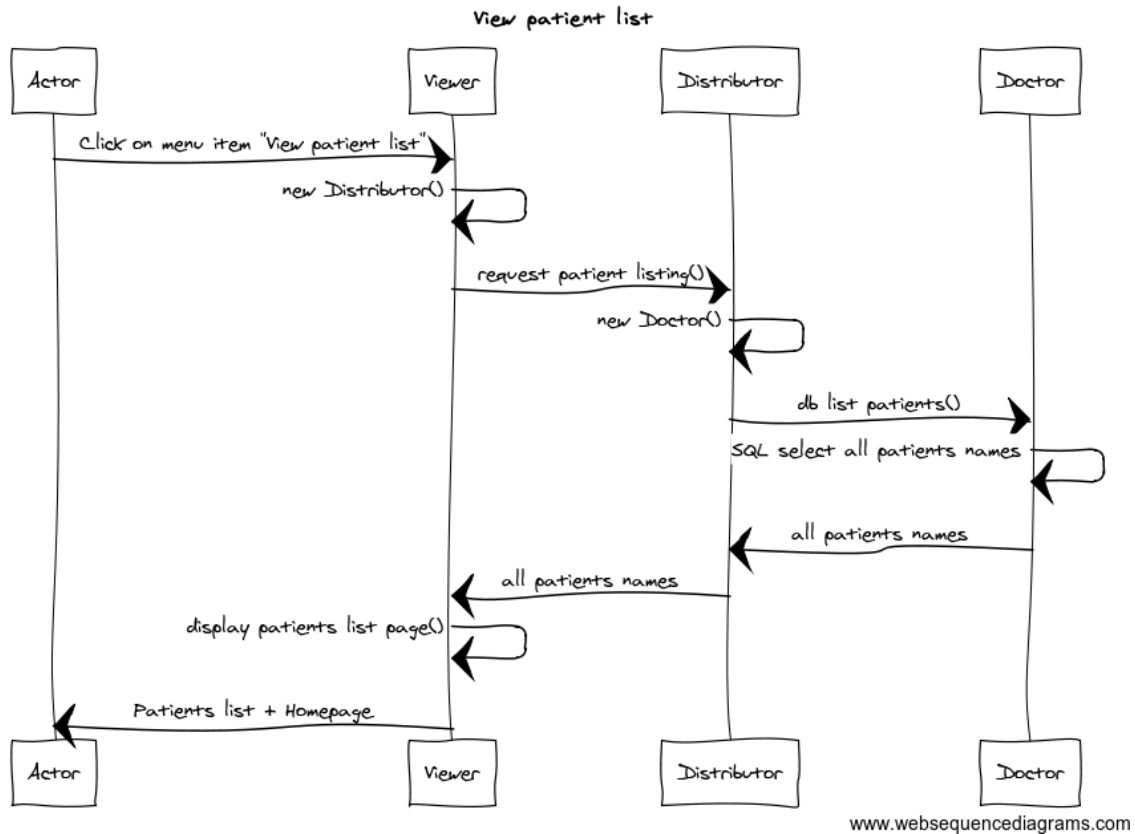 View patient list
Actor
Viewer
Distributor
Doctor
Click on menu item "View patient list"
new Distributor()
request patient listing()
new Doctor()
db list patients()
SQL select all patients names
all patients names
all patients names
display patients list page()
Patients list + Homepage
Actor
Viewer
Distributor
Doctor
www.websequencediagrams.com